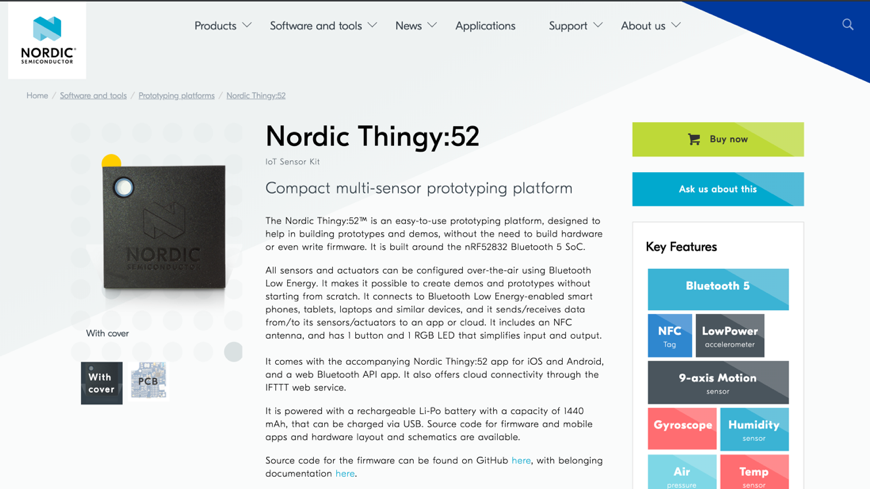 NORDIC
SEMICONDUCTOR
Products
Software and tools
News
Applications
Support
About us
Home / Software and tools / Prototyping platforms / Nordic Thingy:52
NORDIC
SEMICONDUCTOR
With cover
With
cover
PCB
Nordic Thingy:52
IoT Sensor Kit
Compact multi-sensor prototyping platform
The Nordic Thingy:52™ is an easy-to-use prototyping platform, designed to
help in building prototypes and demos, without the need to build hardware
or even write firmware. It is built around the nRF52832 Bluetooth 5 SoC.
All sensors and actuators can be configured over-the-air using Bluetooth
Low Energy. It makes it possible to create demos and prototypes without
starting from scratch. It connects to Bluetooth Low Energy-enabled smart
phones, tablets, laptops and similar devices, and it sends/receives data
from/to its sensors/actuators to an app or cloud. It includes an NFC
antenna, and has 1 button and 1 RGB LED that simplifies input and output.
It comes with the accompanying Nordic Thingy:52 app for iOS and Android,
and a web Bluetooth API app. It also offers cloud connectivity through the
IFTTT web service.
It is powered with a rechargeable Li-Po battery with a capacity of 1440
mAh, that can be charged via USB. Source code for firmware and mobile
apps and hardware layout and schematics are available.
Source code for the firmware can be found on GitHub here, with belonging
documentation here.
Buy now
Ask us about this
Key Features
Bluetooth 5
NFC
Tag
LowPower
accelerometer
9-axis Motion
sensor
Gyroscope
Humidity
sensor
Air
pressure
Temp
sensor